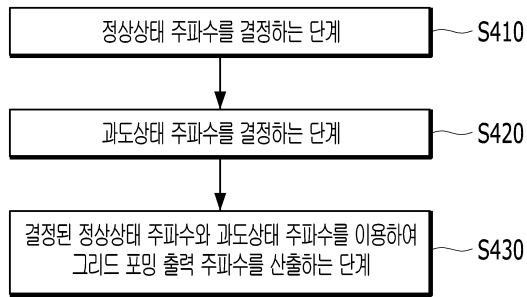 정상상태 주파수를 결정하는 단계
S410
과도상태 주파수를 결정하는 단계
S420
결정된 정상상태 주파수와 과도상태 주파수를 이용하여
그리드 포밍 출력 주파수를 산출하는 단계
S430